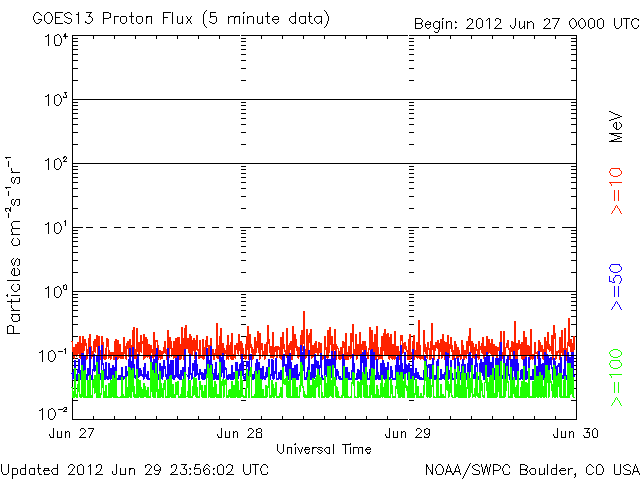 GOES13 Proton Flux (5 minute data)
Begin: 2012 Jun 27 0000 UTC
10⁴
10³
10²
10¹
10⁰
10⁻¹
10⁻²
Particles cm⁻²s⁻¹sr⁻¹
MeV
>=10
>=50
>=100
Jun 27
Jun 28
Jun 29
Jun 30
Universal Time
Updated 2012 Jun 29 23:56:02 UTC
NOAA/SWPC Boulder, CO USA